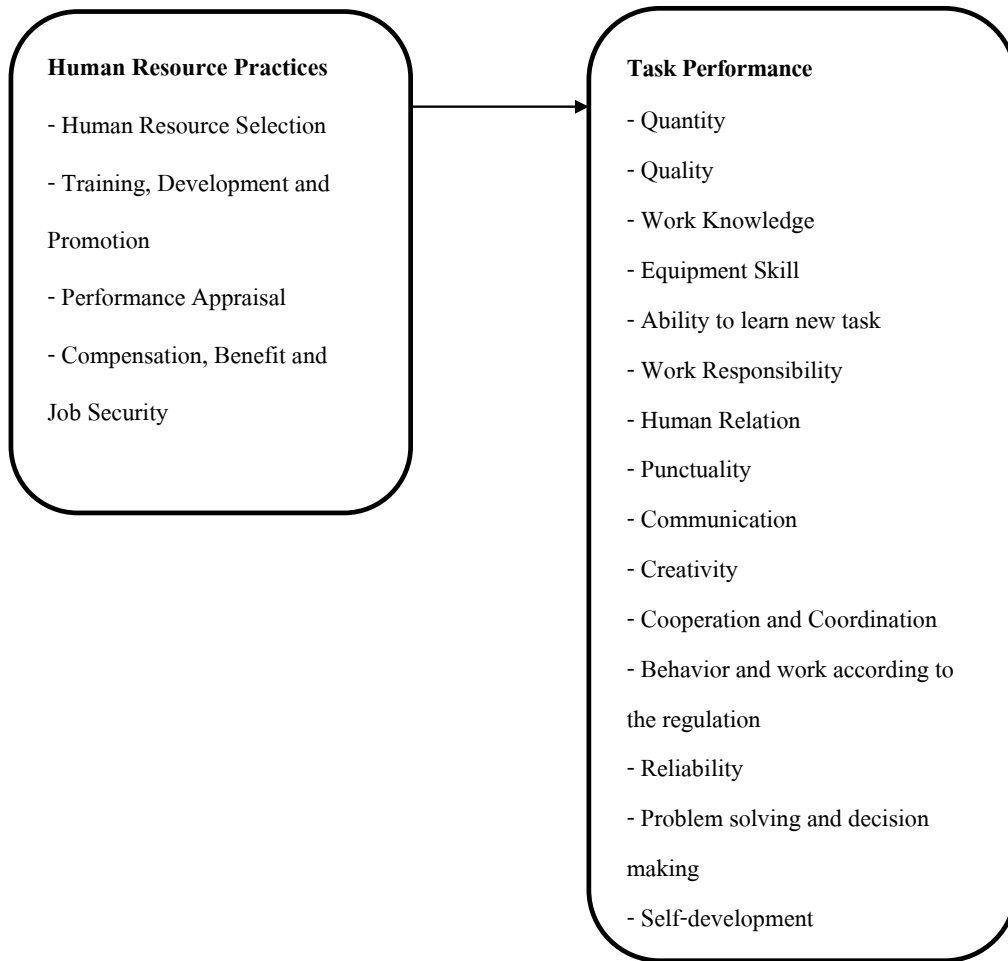 Human Resource Practices
- Human Resource Selection
- Training, Development and
Promotion
- Performance Appraisal
- Compensation, Benefit and
Job Security
Task Performance
- Quantity
- Quality
- Work Knowledge
- Equipment Skill
- Ability to learn new task
- Work Responsibility
- Human Relation
- Punctuality
- Communication
- Creativity
- Cooperation and Coordination
- Behavior and work according to
the regulation
- Reliability
- Problem solving and decision
making
- Self-development